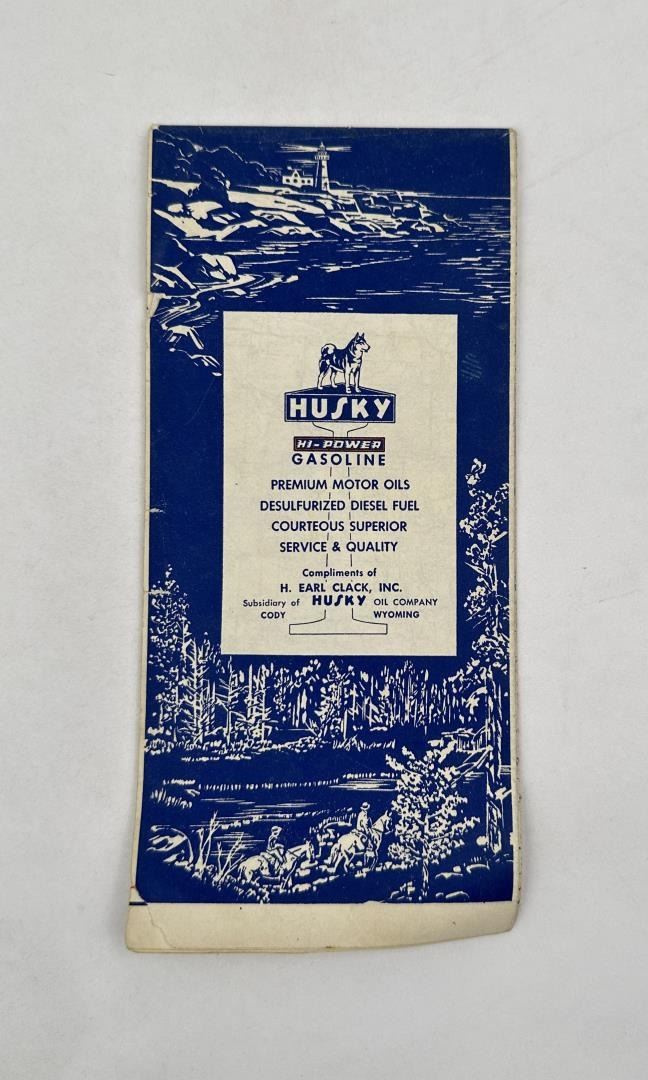 HUSKY
HI-POWER
GASOLINE
PREMIUM MOTOR OILS
DESULFURIZED DIESEL FUEL
COURTEOUS SUPERIOR
SERVICE & QUALITY
Compliments of
H. EARL CLACK, INC.
Subsidiary of HUSKY OIL COMPANY
CODY WYOMING